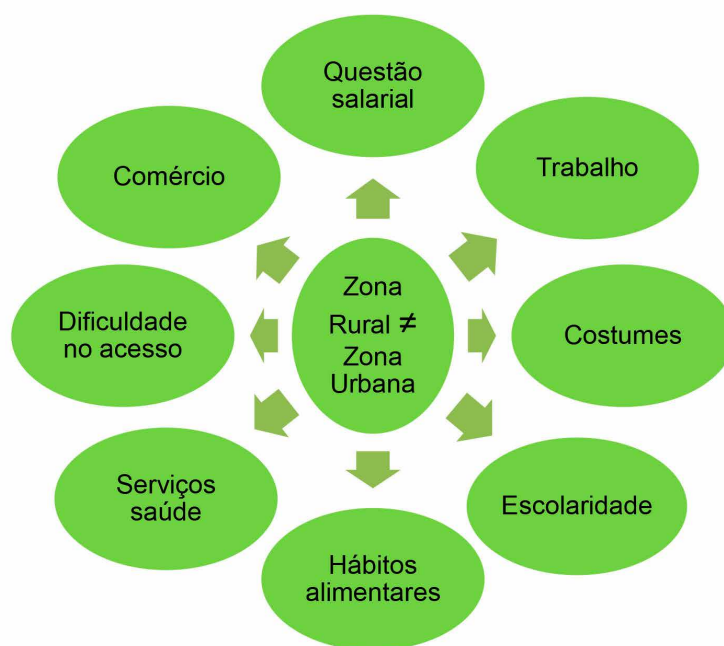 Questão
salarial
Comércio
Trabalho
Zona
Rural ≠
Zona
Urbana
Dificuldade
no acesso
Costumes
Serviços
saúde
Escolaridade
Hábitos
alimentares